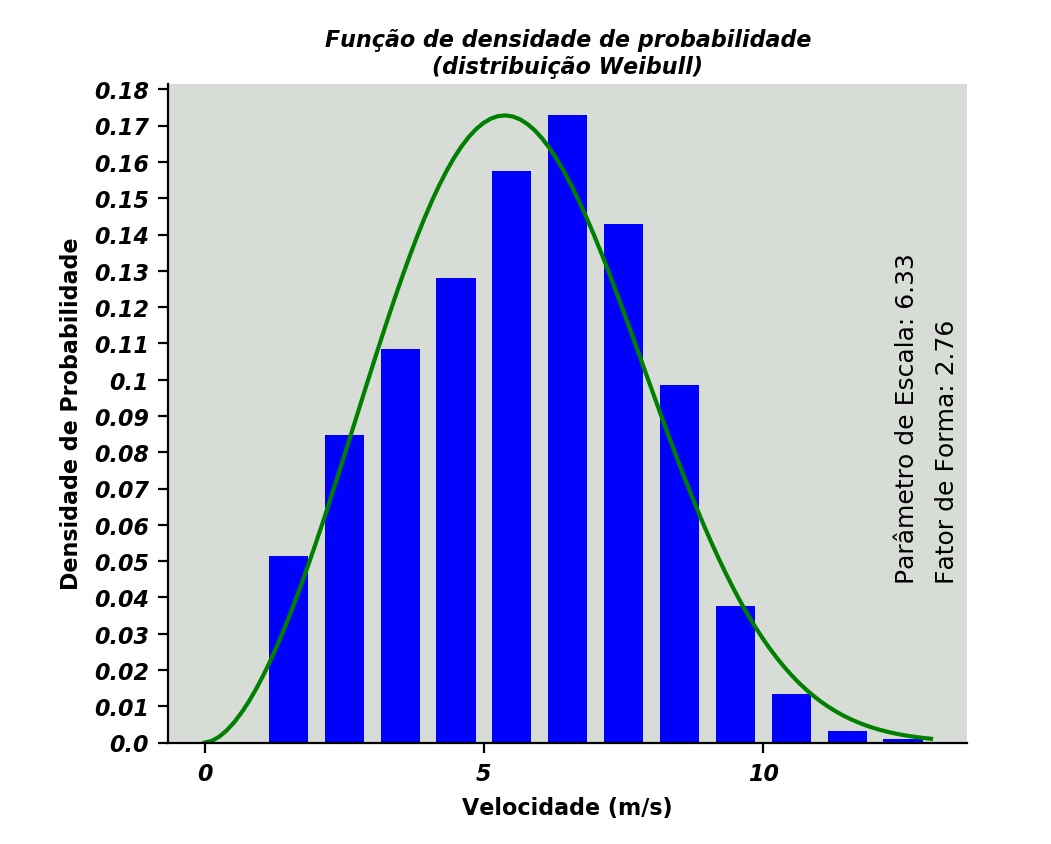 Função de densidade de probabilidade
(distribuição Weibull)
Densidade de Probabilidade
0.18
0.17
0.16
0.15
0.14
0.13
0.12
0.11
0.1
0.09
0.08
0.07
0.06
0.05
0.04
0.03
0.02
0.01
0.0
Parâmetro de Escala: 6.33
Fator de Forma: 2.76
0 5 10
Velocidade (m/s)